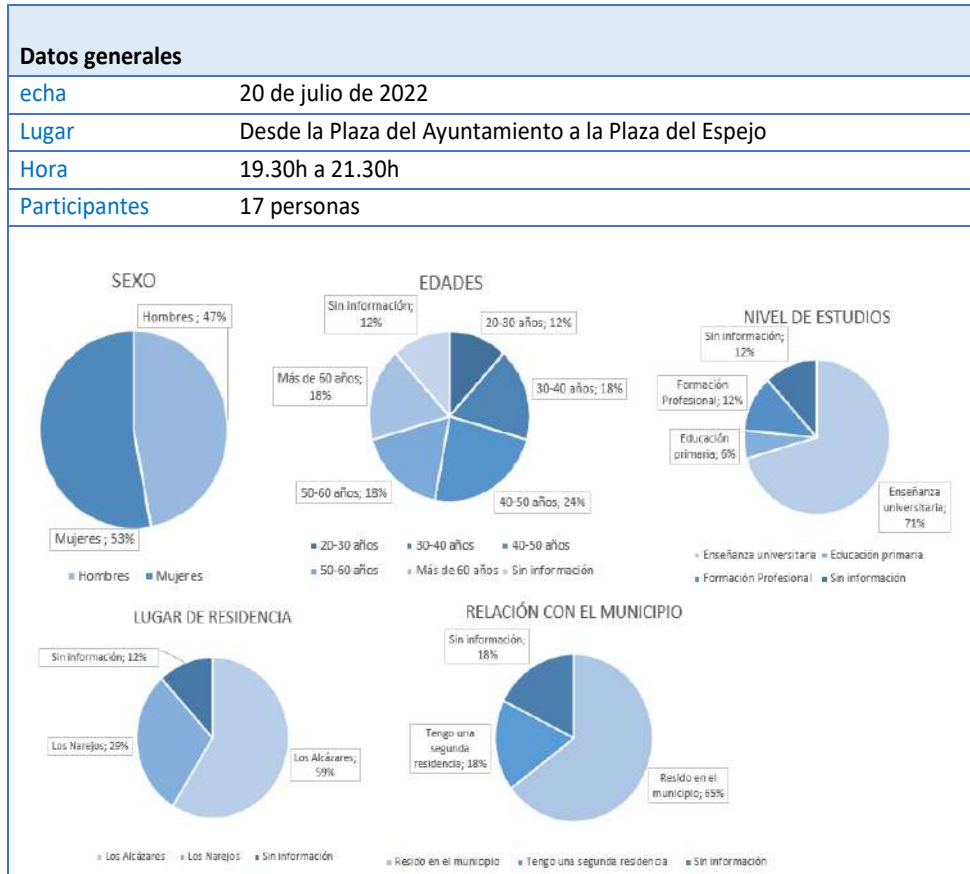 Datos generales
echa 20 de julio de 2022
Lugar Desde la Plaza del Ayuntamiento a la Plaza del Espejo
Hora 19.30h a 21.30h
Participantes 17 personas
SEXO
Hombres ; 47%
Mujeres ; 53%
Hombres Mujeres
EDADES
Sin información;
12%
20-30 años; 12%
Más de 60 años;
18%
30-40 años; 18%
50-60 años; 18%
40-50 años, 24%
20-30 años 30-40 años 40-50 años
50-60 años Más de 60 años Sin información
NIVEL DE ESTUDIOS
Sin información;
12%
Formación
Profesional; 12%
Educación
primaria; 6%
Enseñanza
universitaria;
71%
Enseñanza universitaria Educación primaria
Formación Profesional Sin información
LUGAR DE RESIDENCIA
Sin información; 12%
Los Narejos; 29%
Los Alcázares;
59%
Los Alcázares Los Narejos Sin información
RELACIÓN CON EL MUNICIPIO
Sin información;
18%
Tengo una
segunda
residencia; 18%
Resido en el
municipio; 65%
Resido en el municipio Tengo una segunda residencia Sin información